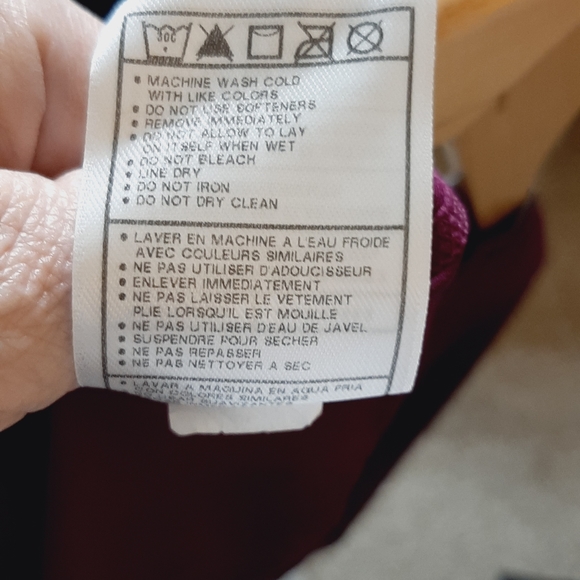 30C
• MACHINE WASH COLD
WITH LIKE COLORS
• DO NOT USE SOFTENERS
• REMOVE IMMEDIATELY
• DO NOT ALLOW TO LAY
ON ITSELF WHEN WET
• DO NOT BLEACH
• LINE DRY
• DO NOT IRON
• DO NOT DRY CLEAN
• LAVER EN MACHINE A L'EAU FROIDE
AVEC COULEURS SIMILAIRES
• NE PAS UTILISER D'ADOUCISSEUR
• ENLEVER IMMEDIATEMENT
• NE PAS LAISSER LE VETEMENT
PLIE LORSQU'IL EST MOUILLE
• NE PAS UTILISER D'EAU DE JAVEL
• SUSPENDRE POUR SECHER
• NE PAS REPASSER
• NE PAS NETTOYER A SEC
• LAVAR A MAQUINA EN AGUA FRIA
CON COLORES SIMILARES